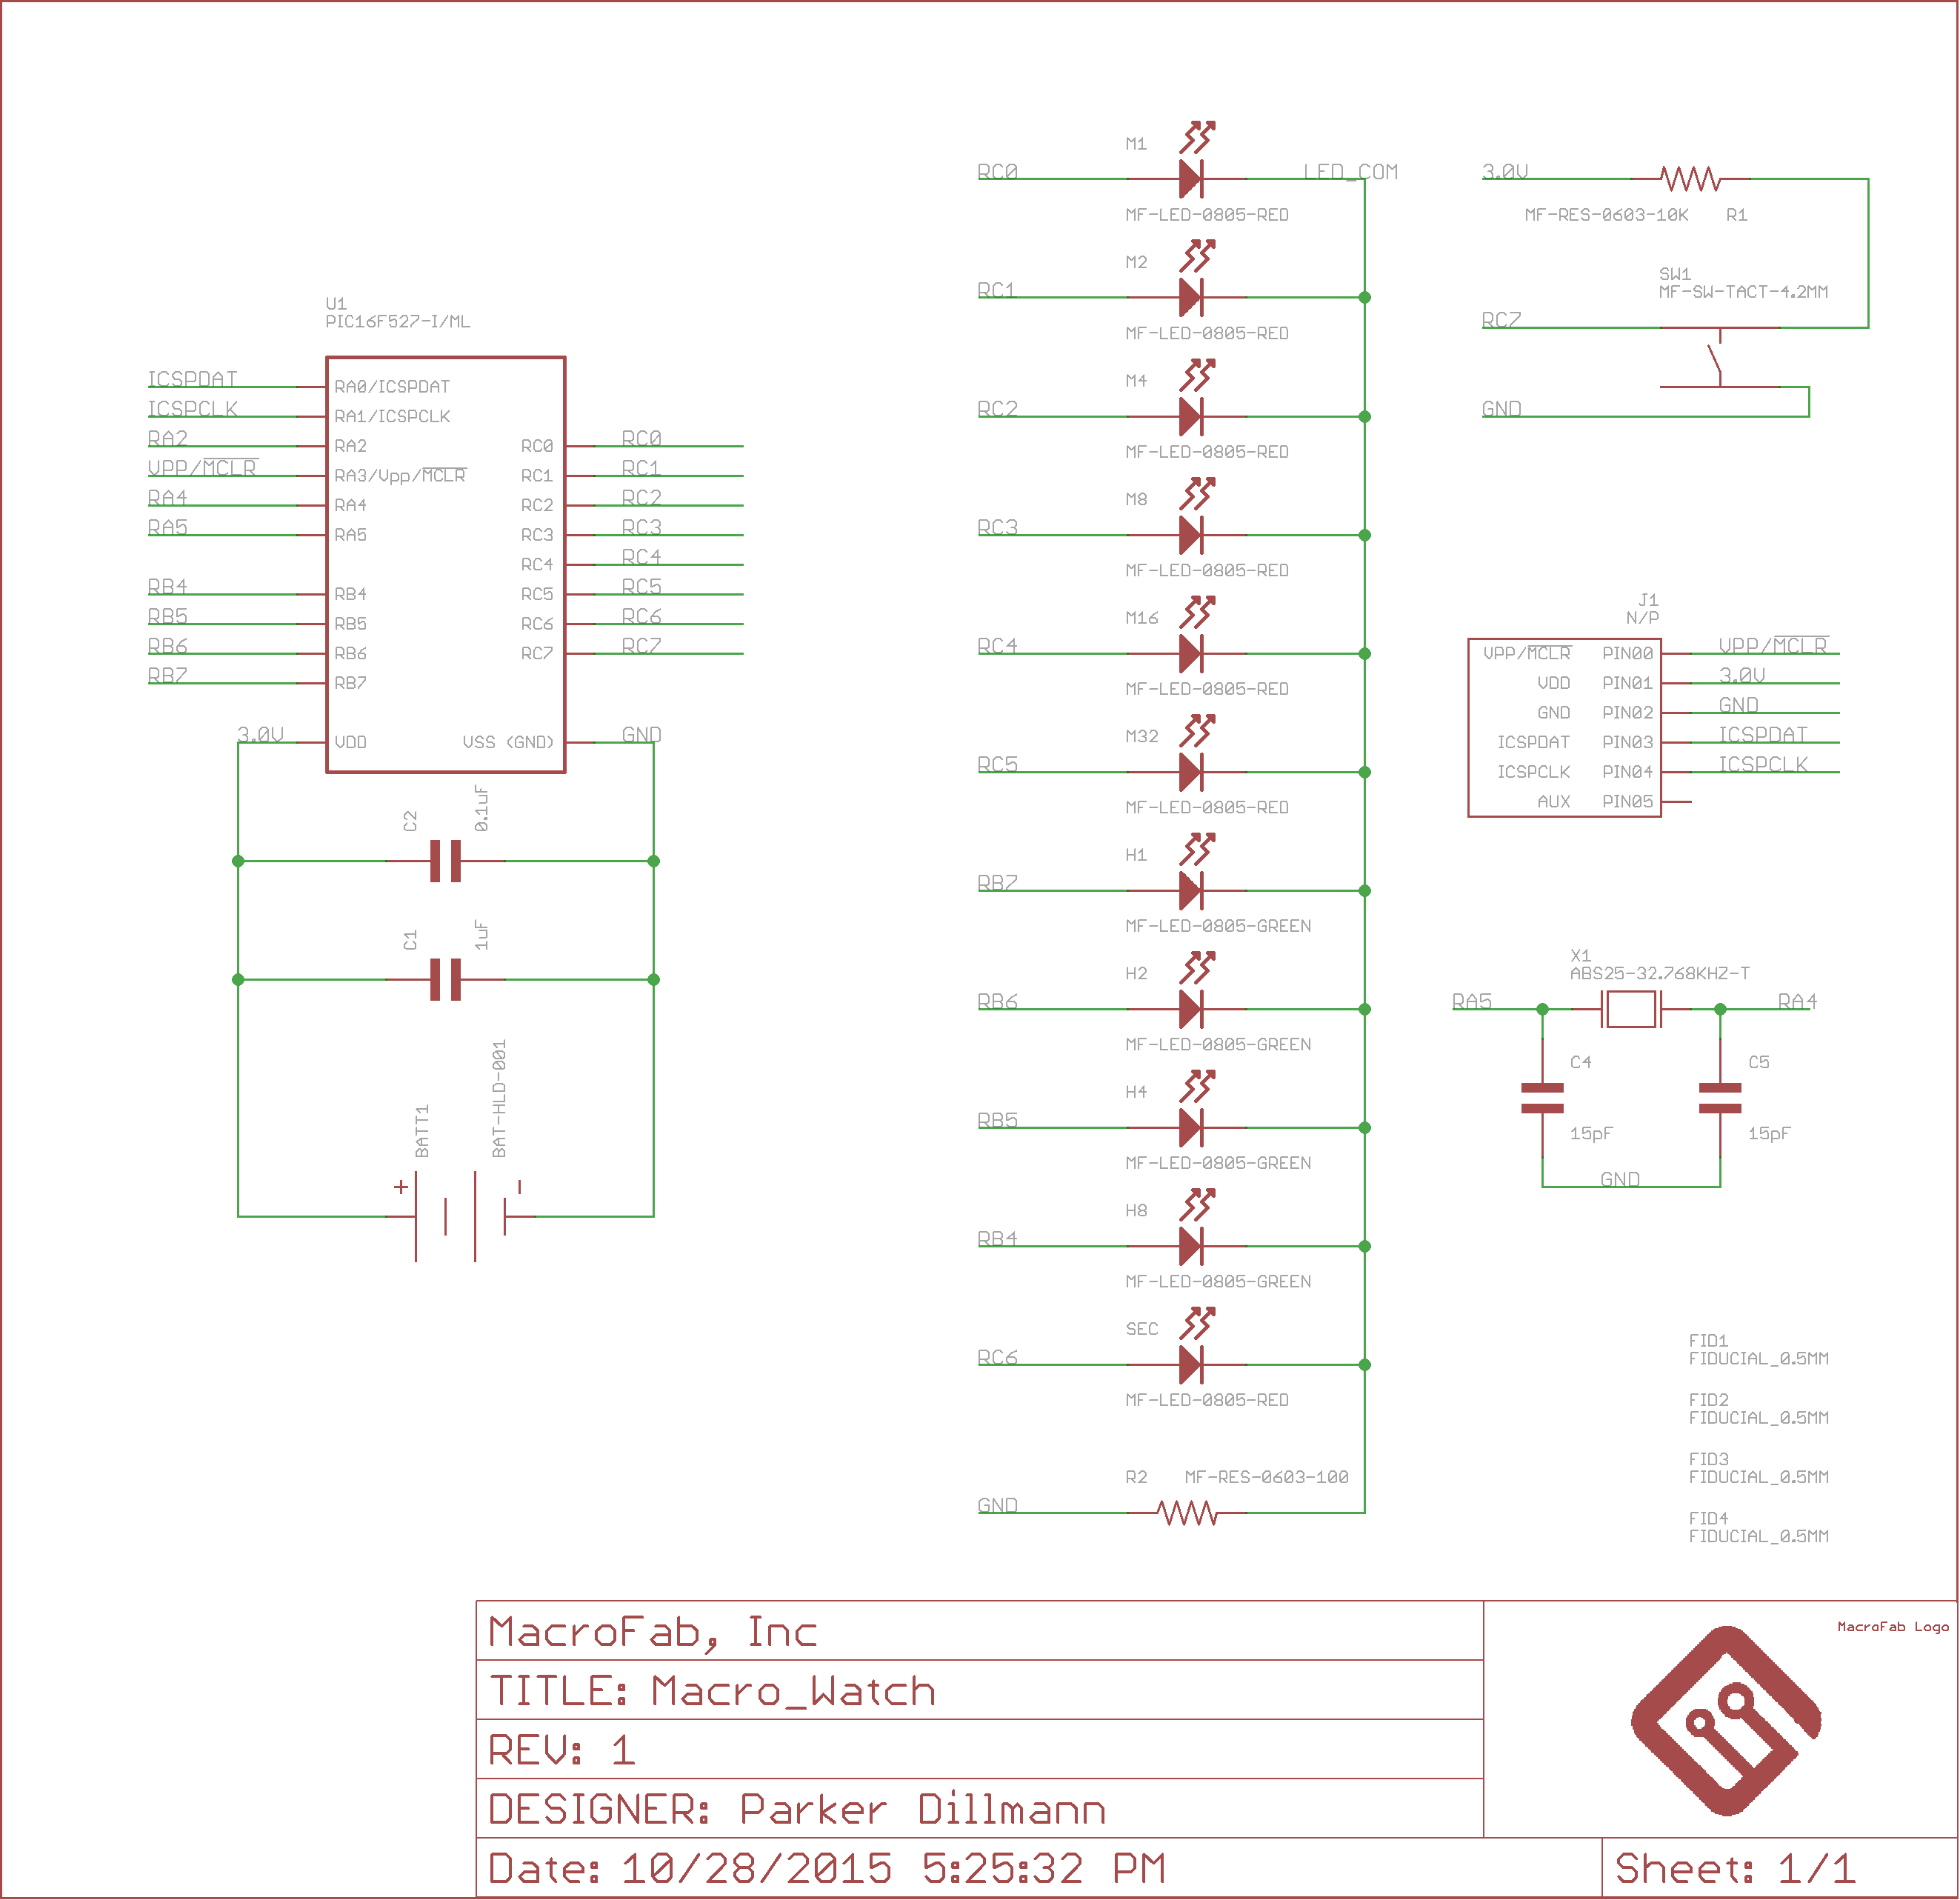 U1
PIC16F527-I/ML
ICSPDAT
ICSPCLK
RA2
VPP/MCLR
RA4
RA5
RB4
RB5
RB6
RB7
3.0V
RA0/ICSPDAT
RA1/ICSPCLK
RA2
RA3/Vpp/MCLR
RA4
RA5
RB4
RB5
RB6
RB7
VDD
RC0
RC1
RC2
RC3
RC4
RC5
RC6
RC7
VSS (GND)
RC0
RC1
RC2
RC3
RC4
RC5
RC6
RC7
GND
C2
0.1uF
C1
1uF
BATT1
BAT-HLD-001
+
-
M1
RC0
LED_COM
MF-LED-0805-RED
M2
RC1
MF-LED-0805-RED
M4
RC2
MF-LED-0805-RED
M8
RC3
MF-LED-0805-RED
M16
RC4
MF-LED-0805-RED
M32
RC5
MF-LED-0805-RED
H1
RB7
MF-LED-0805-GREEN
H2
RB6
MF-LED-0805-GREEN
H4
RB5
MF-LED-0805-GREEN
H8
RB4
MF-LED-0805-GREEN
SEC
RC6
MF-LED-0805-RED
R2 MF-RES-0603-100
GND
3.0V
MF-RES-0603-10K R1
SW1
MF-SW-TACT-4.2MM
RC7
GND
J1
N/P
VPP/MCLR PIN00 VPP/MCLR
VDD PIN01 3.0V
GND PIN02 GND
ICSPDAT PIN03 ICSPDAT
ICSPCLK PIN04 ICSPCLK
AUX PIN05
X1
ABS25-32.768KHZ-T
RA5 RA4
C4 C5
15pF 15pF
GND
FID1
FIDUCIAL_0.5MM
FID2
FIDUCIAL_0.5MM
FID3
FIDUCIAL_0.5MM
FID4
FIDUCIAL_0.5MM
MacroFab, Inc
TITLE: Macro_Watch
REV: 1
DESIGNER: Parker Dillmann
Date: 10/28/2015 5:25:32 PM
MacroFab Logo
Sheet: 1/1